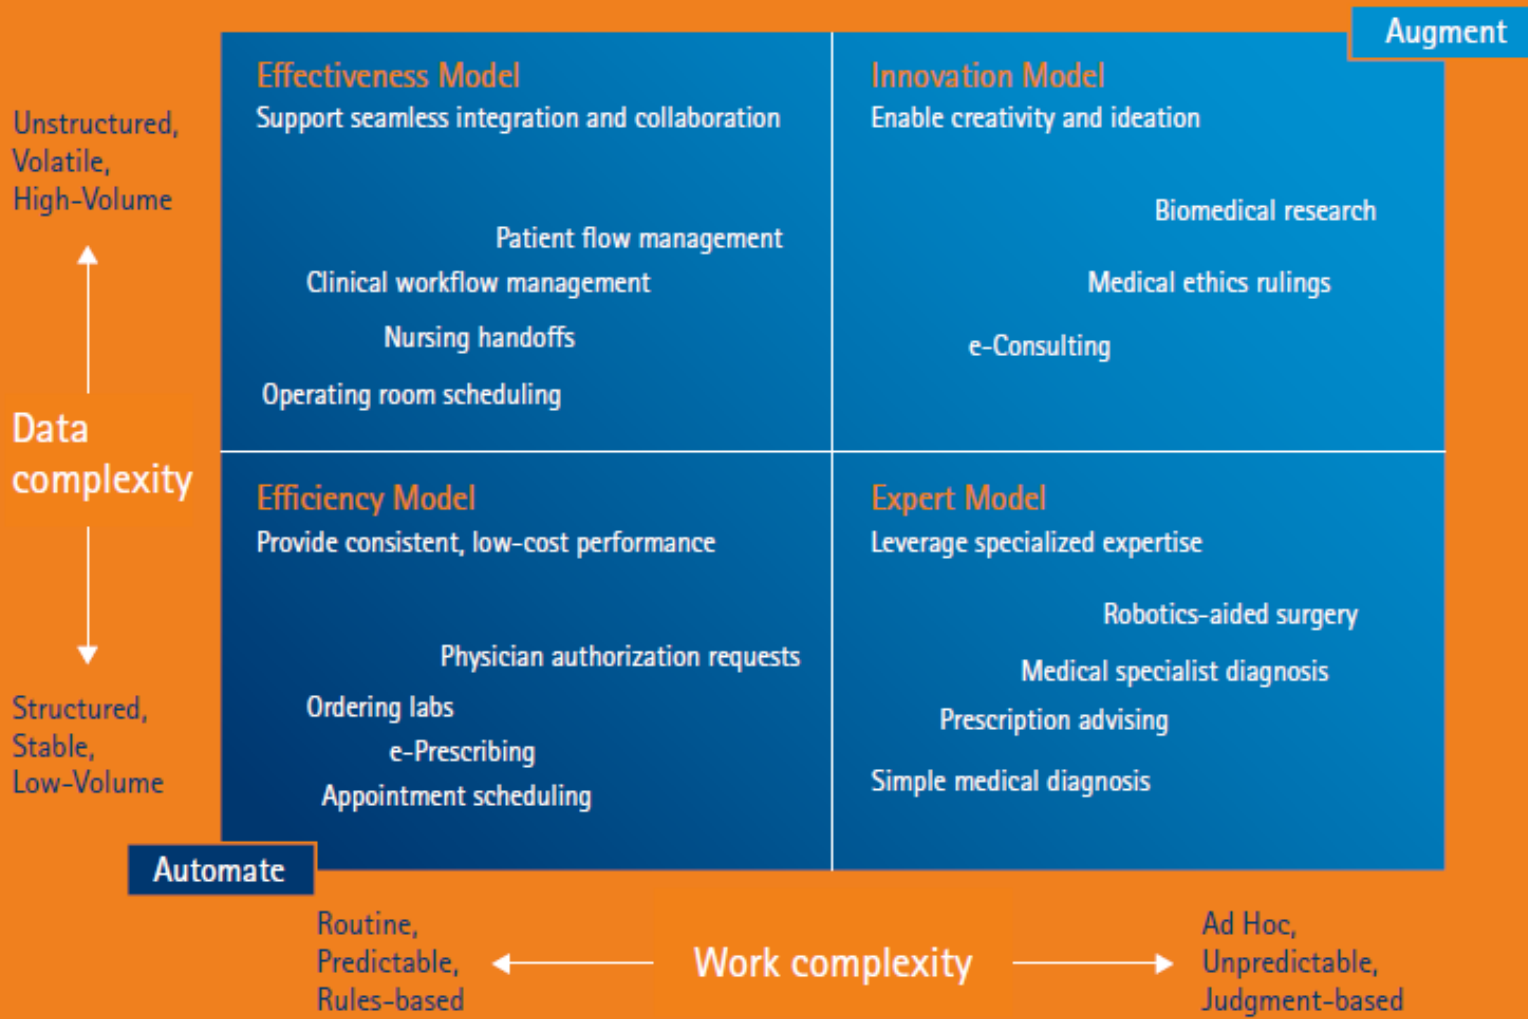 Augment
Unstructured,
Volatile,
High-Volume
Data
complexity
Structured,
Stable,
Low-Volume
Effectiveness Model
Support seamless integration and collaboration
Patient flow management
Clinical workflow management
Nursing handoffs
Operating room scheduling
Innovation Model
Enable creativity and ideation
Biomedical research
Medical ethics rulings
e-Consulting
Efficiency Model
Provide consistent, low-cost performance
Physician authorization requests
Ordering labs
e-Prescribing
Appointment scheduling
Expert Model
Leverage specialized expertise
Robotics-aided surgery
Medical specialist diagnosis
Prescription advising
Simple medical diagnosis
Automate
Routine,
Predictable,
Rules-based
Work complexity
Ad Hoc,
Unpredictable,
Judgment-based